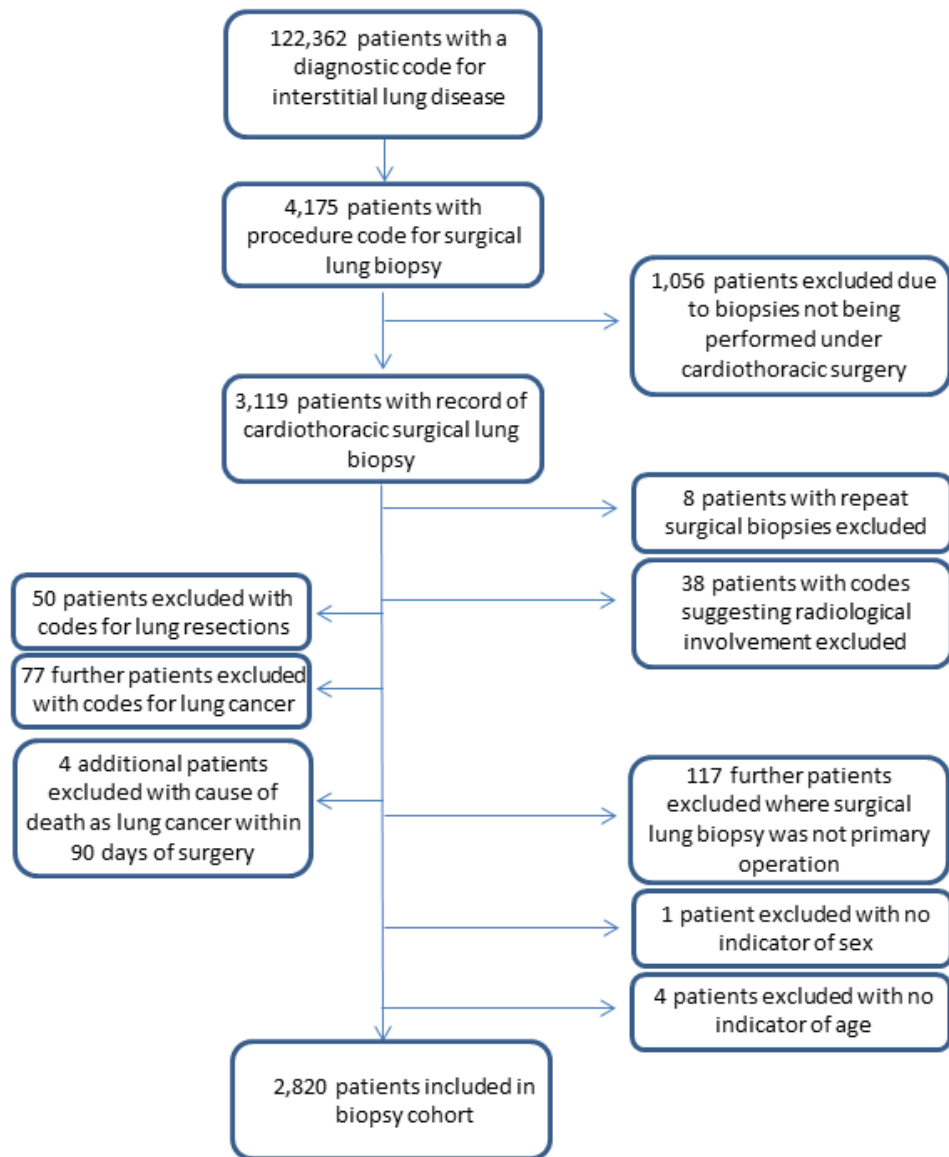 122,362 patients with a
diagnostic code for
interstitial lung disease
4,175 patients with
procedure code for surgical
lung biopsy
1,056 patients excluded due
to biopsies not being
performed under
cardiothoracic surgery
3,119 patients with record of
cardiothoracic surgical lung
biopsy
8 patients with repeat
surgical biopsies excluded
38 patients with codes
suggesting radiological
involvement excluded
50 patients excluded with
codes for lung resections
77 further patients excluded
with codes for lung cancer
4 additional patients
excluded with cause of
death as lung cancer within
90 days of surgery
117 further patients
excluded where surgical
lung biopsy was not primary
operation
1 patient excluded with no
indicator of sex
4 patients excluded with no
indicator of age
2,820 patients included in
biopsy cohort